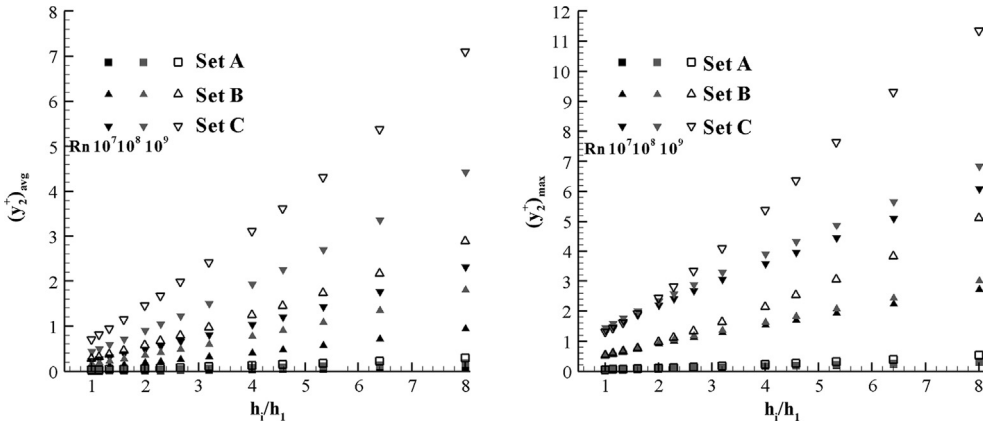 8
7
6
5
4
3
2
1
0
(y₂⁺)avg
Set A
Set B
Set C
Rn 10⁷ 10⁸ 10⁹
1 2 3 4 5 6 7 8
hᵢ/h₁
12
11
10
9
8
7
6
5
4
3
2
1
0
(y₂⁺)max
Set A
Set B
Set C
Rn 10⁷ 10⁸ 10⁹
1 2 3 4 5 6 7 8
hᵢ/h₁